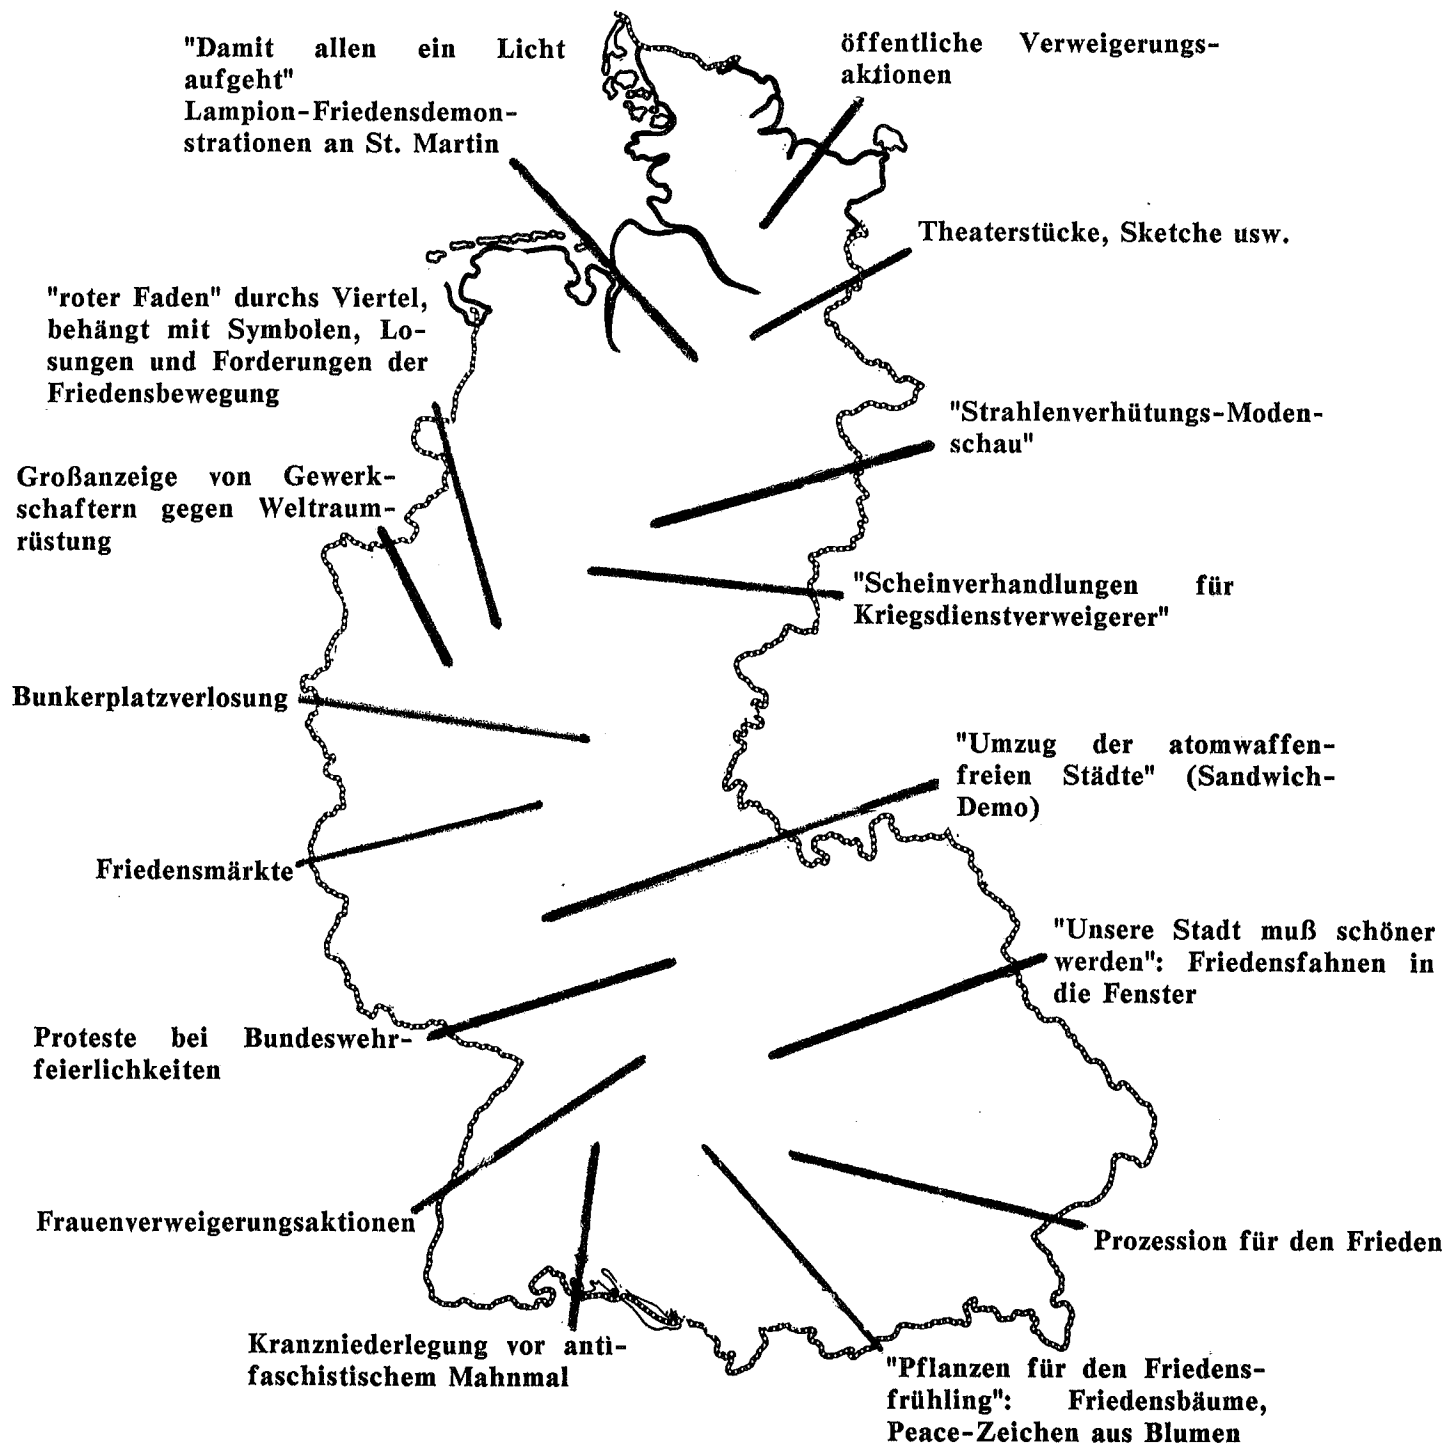 "Damit allen ein Licht
aufgeht"
Lampion-Friedensdemon-
strationen an St. Martin
öffentliche Verweigerungs-
aktionen
Theaterstücke, Sketche usw.
"roter Faden" durchs Viertel,
behängt mit Symbolen, Lo-
sungen und Forderungen der
Friedensbewegung
"Strahlenverhütungs-Moden-
schau"
Großanzeige von Gewerk-
schaftern gegen Weltraum-
rüstung
"Scheinverhandlungen für
Kriegsdienstverweigerer"
Bunkerplatzverlosung
"Umzug der atomwaffen-
freien Städte" (Sandwich-
Demo)
Friedensmärkte
"Unsere Stadt muß schöner
werden": Friedensfahnen in
die Fenster
Proteste bei Bundeswehr-
feierlichkeiten
Frauenverweigerungsaktionen
Prozession für den Frieden
Kranzniederlegung vor anti-
faschistischem Mahnmal
"Pflanzen für den Friedens-
frühling": Friedensbäume,
Peace-Zeichen aus Blumen